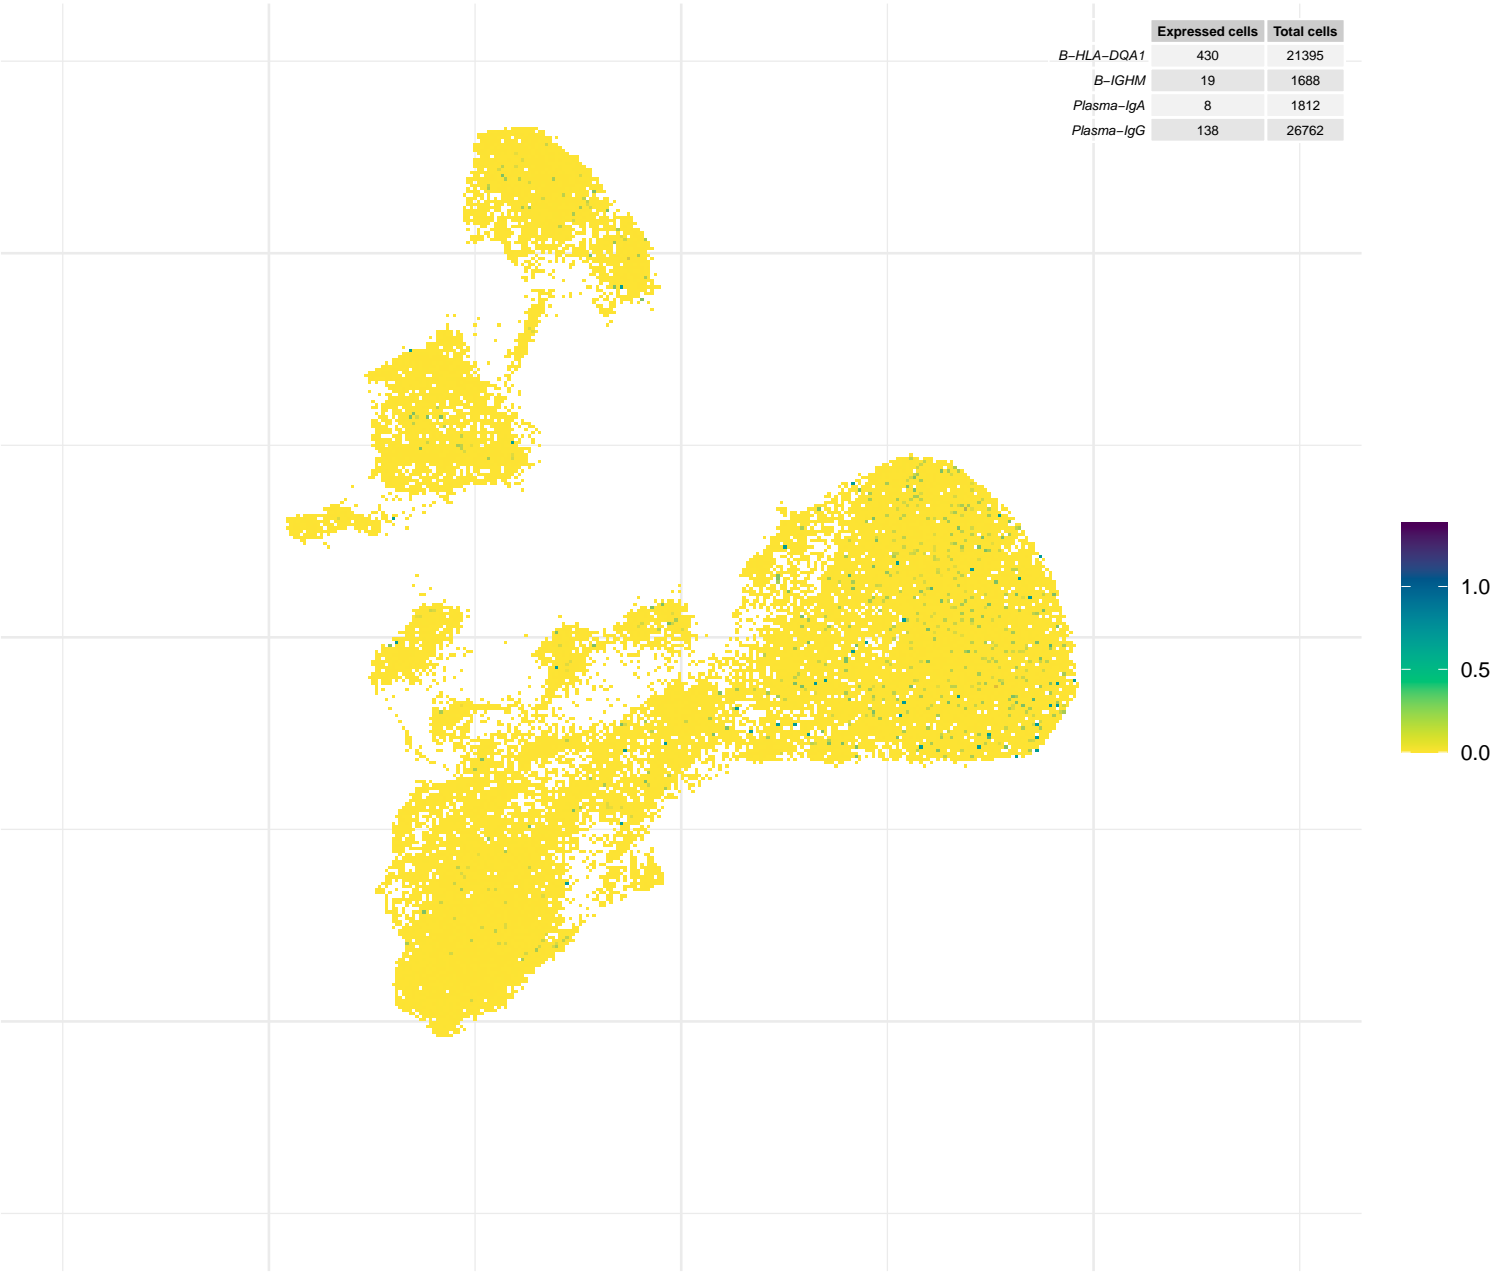 Expressed cells Total cells
B−HLA−DQA1 430 21395
B−IGHM 19 1688
Plasma−IgA 8 1812
Plasma−IgG 138 26762
1.0
0.5
0.0